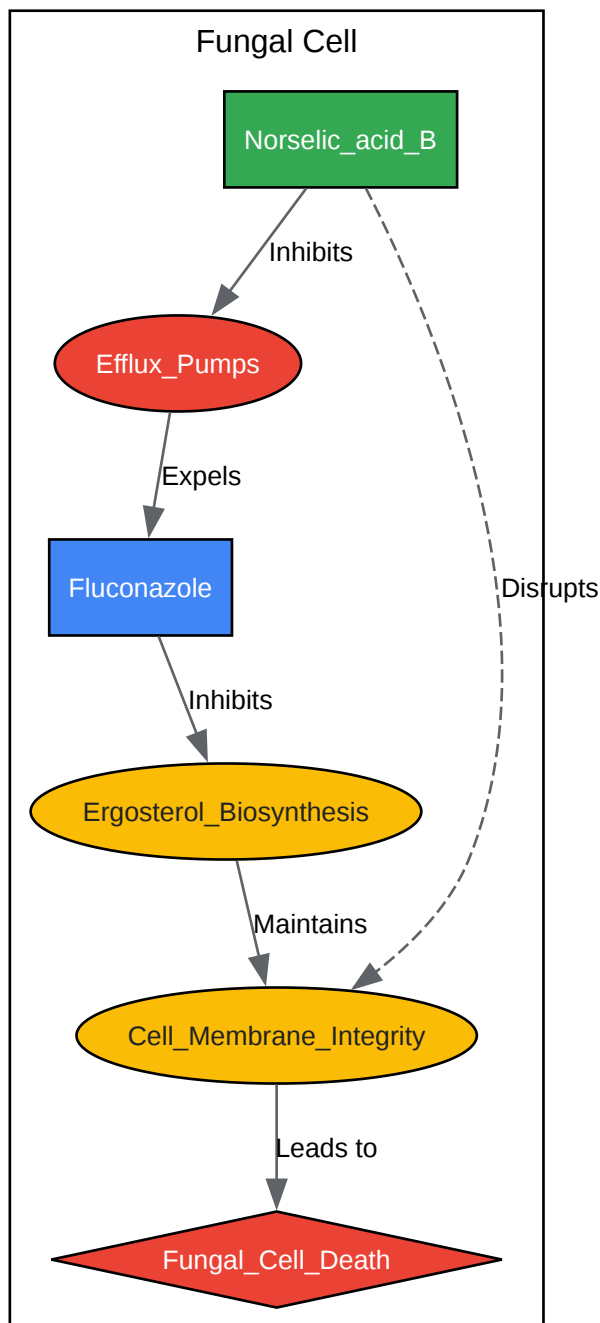 Fungal Cell
Norselic_acid_B
Inhibits
Efflux_Pumps
Expels
Fluconazole
Disrupts
Inhibits
Ergosterol_Biosynthesis
Maintains
Cell_Membrane_Integrity
Leads to
Fungal_Cell_Death